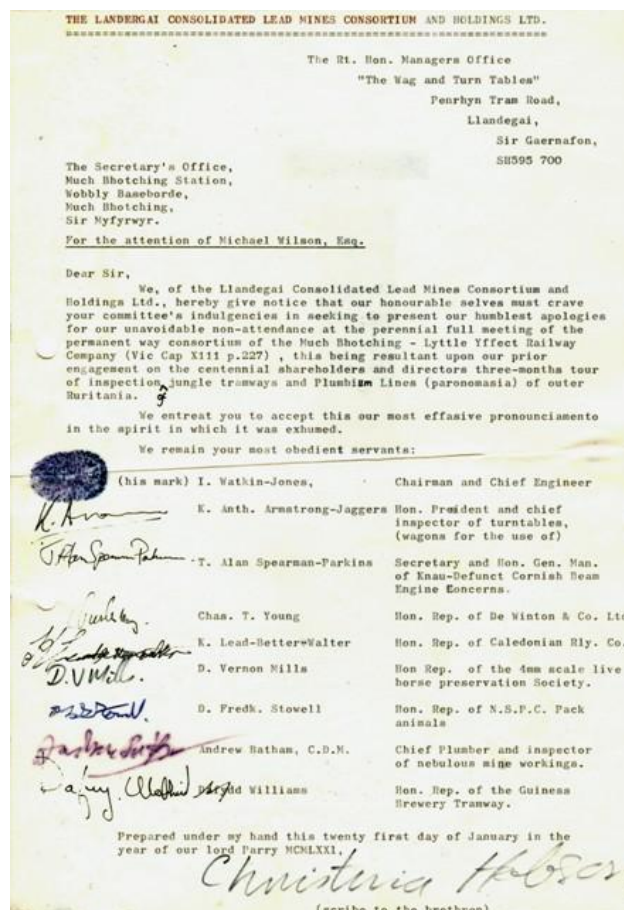 THE LANDERGAI CONSOLIDATED LEAD MINES CONSORTIUM AND HOLDINGS LTD.
The Rt. Hon. Managers Office
"The Wag and Turn Tables"
Penrhyn Tram Road,
Llandegai,
Sir Gaernafon,
SH595 700
The Secretary's Office,
Much Bhotching Station,
Wobbly Baseborde,
Much Bhotching,
Sir Myfyrwyr.
For the attention of Michael Wilson, Esq.
Dear Sir,
We, of the Llandegai Consolidated Lead Mines Consortium and
Holdings Ltd., hereby give notice that our honourable selves must crave
your committee's indulgencies in seeking to present our humblest apologies
for our unavoidable non-attendance at the perennial full meeting of the
permanent way consortium of the Much Bhotching - Lyttle Yffect Railway
Company (Vic Cap X111 p.227) , this being resultant upon our prior
engagement on the centennial shareholders and directors three-months tour
of inspection of jungle tramways and Plumbium Lines (paronomasia) of outer
Ruritania.
We entreat you to accept this our most effasive pronounciamento
in the spirit in which it was exhumed.
We remain your most obedient servants:
(his mark) I. Watkin-Jones, Chairman and Chief Engineer
K. Anth. Armstrong-Jaggers Hon. President and chief
inspector of turntables,
(wagons for the use of)
T. Alan Spearman-Parkins Secretary and Hon. Gen. Man.
of Knau-Defunct Cornish Beam
Engine Concerns.
Chas. T. Young Hon. Rep. of De Winton & Co. Ltd
K. Lead-Better-Walter Hon. Rep. of Caledonian Rly. Co.
D.V Mills. D. Vernon Mills Hon Rep. of the 4mm scale live
horse preservation Society.
D. Fredk. Stowell Hon. Rep. of N.S.F.C. Pack
animals
Andrew Batham, C.D.M. Chief Plumber and inspector
of nebulous mine workings.
Williams Hon. Rep. of the Guiness
Brewery Tramway.
Prepared under my hand this twenty first day of January in the
year of our lord Parry MCMLXXI,
(scribe to the brethren)